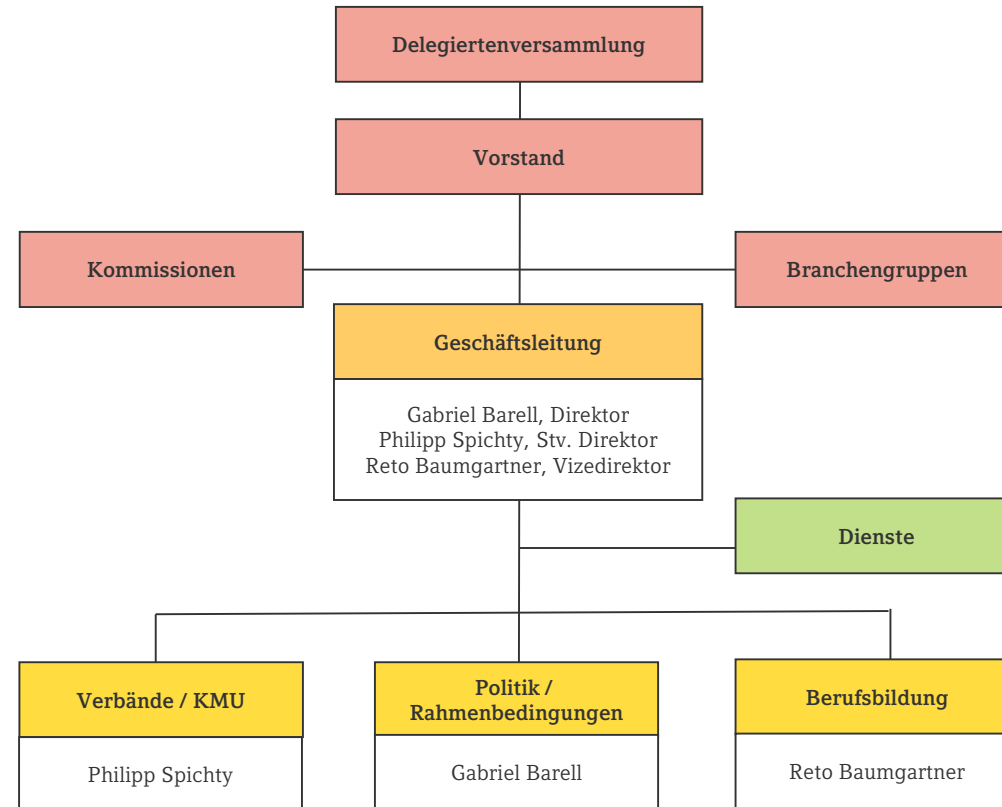 Delegiertenversammlung
Vorstand
Kommissionen
Branchengruppen
Geschäftsleitung
Gabriel Barell, Direktor
Philipp Spichty, Stv. Direktor
Reto Baumgartner, Vizedirektor
Dienste
Verbände / KMU
Philipp Spichty
Politik /
Rahmenbedingungen
Gabriel Barell
Berufsbildung
Reto Baumgartner